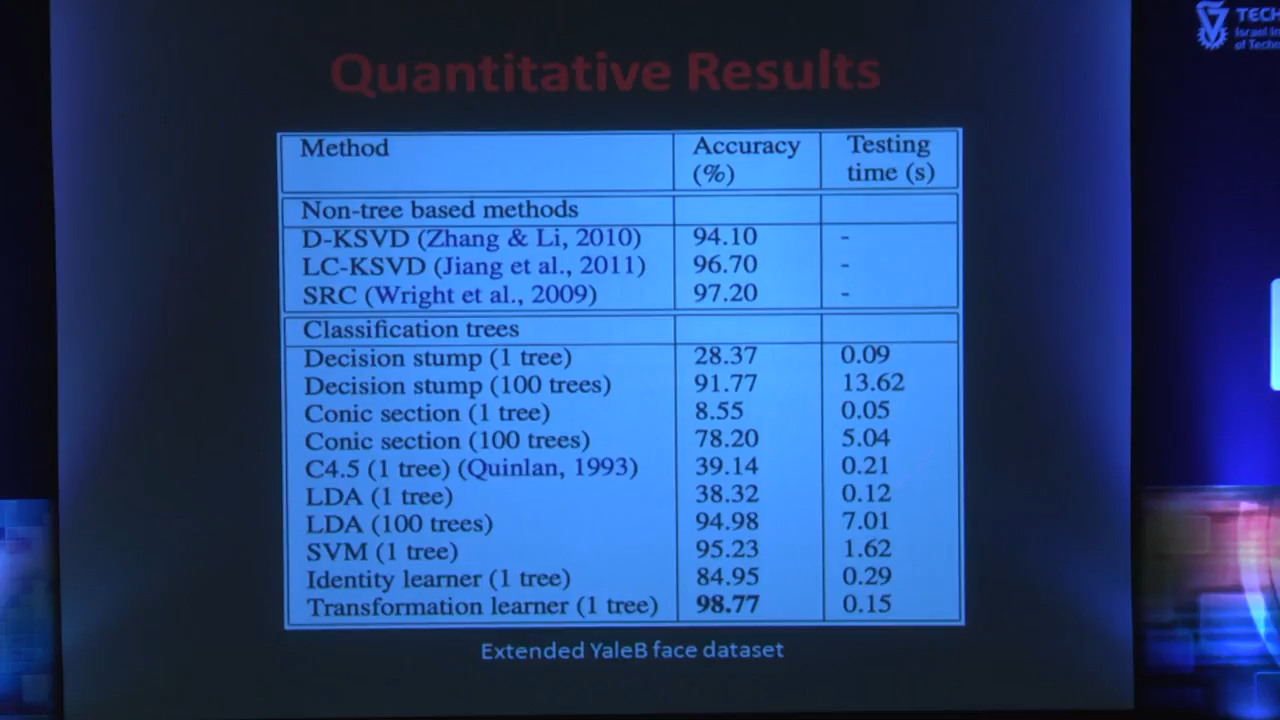 TECH
Israel In
of Techn
Quantitative Results
Method Accuracy (%) Testing time (s)
Non-tree based methods
D-KSVD (Zhang & Li, 2010) 94.10 -
LC-KSVD (Jiang et al., 2011) 96.70 -
SRC (Wright et al., 2009) 97.20 -
Classification trees
Decision stump (1 tree) 28.37 0.09
Decision stump (100 trees) 91.77 13.62
Conic section (1 tree) 8.55 0.05
Conic section (100 trees) 78.20 5.04
C4.5 (1 tree) (Quinlan, 1993) 39.14 0.21
LDA (1 tree) 38.32 0.12
LDA (100 trees) 94.98 7.01
SVM (1 tree) 95.23 1.62
Identity learner (1 tree) 84.95 0.29
Transformation learner (1 tree) 98.77 0.15
Extended YaleB face dataset